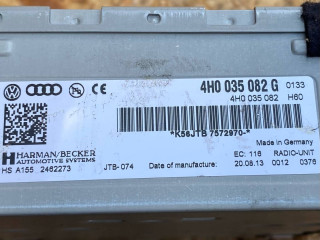 4H0 035 082 G 0133
4H0 035 082 H60
*K56JTB 7572970-*
Made in Germany
HARMAN/BECKER
AUTOMOTIVE SYSTEMS
EC: 116 RADIO-UNIT
HS A155 2462273 JTB-074 Date of manufacture: 20.08.13 0012 0376